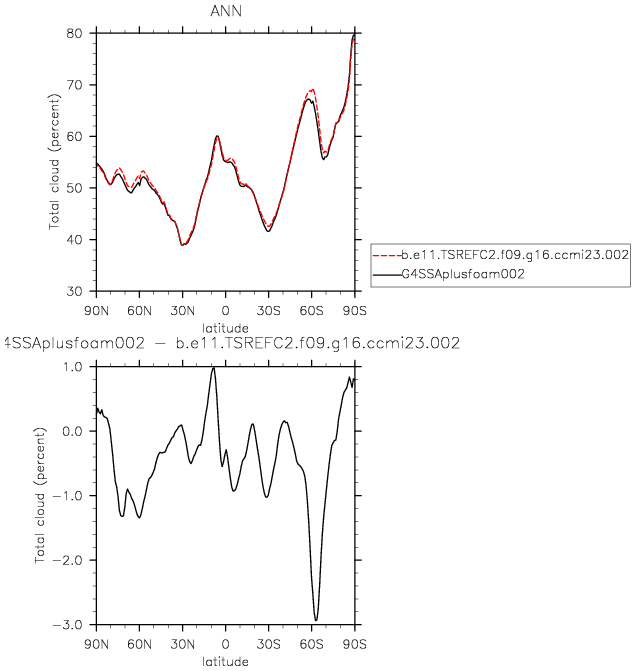 ANN
80
70
60
50
40
30
Total cloud (percent)
90N 60N 30N 0 30S 60S 90S
latitude
b.e11.TSREFC2.f09.g16.ccmi23.002
G4SSAplusfoam002
4SSAplusfoam002 − b.e11.TSREFC2.f09.g16.ccmi23.002
1.0
0.0
−1.0
−2.0
−3.0
Total cloud (percent)
90N 60N 30N 0 30S 60S 90S
latitude